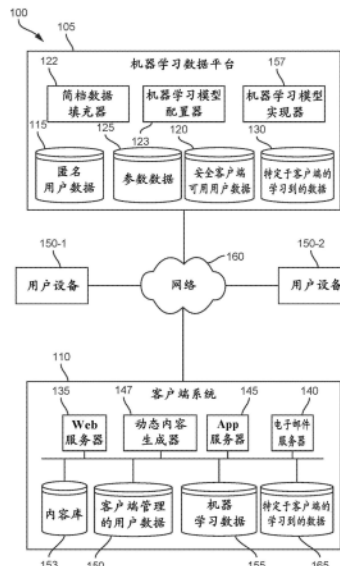 100
105
机器学习数据平台
122
157
简档数据
填充器
机器学习模型
配置器
机器学习模型
实现器
115
125
123
120
130
匿名
用户数据
参数数据
安全客户端
可用用户数据
特定于客户端的
学习到的数据
160
150-1
150-2
用户设备
网络
用户设备
110
客户端系统
135
147
145
140
Web
服务器
动态内容
生成器
App
服务器
电子邮件
服务器
内容库
客户端管理
的用户数据
机器
学习数据
特定于客户端的
学习到的数据
153
150
155
165